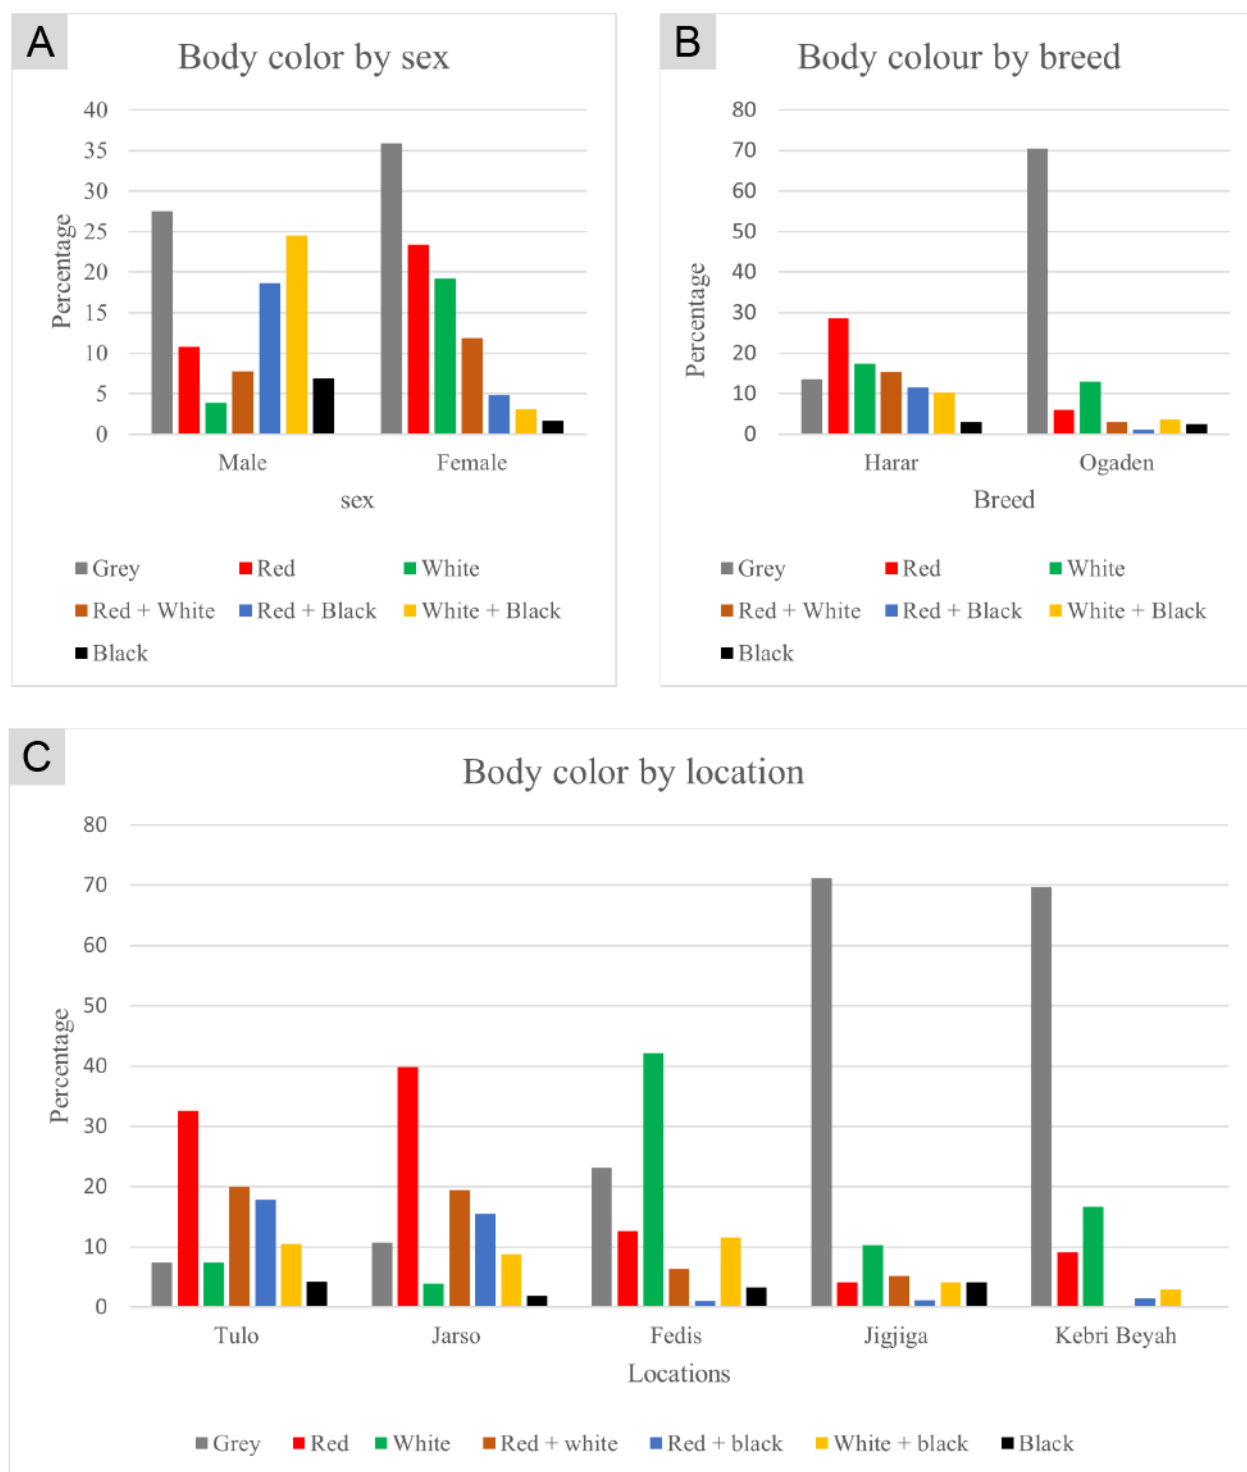 A
Body color by sex
40
35
30
25
20
15
10
5
0
Percentage
Male Female
sex
Grey Red White
Red + White Red + Black White + Black
Black
B
Body colour by breed
80
70
60
50
40
30
20
10
0
Percentage
Harar Ogaden
Breed
Grey Red White
Red + White Red + Black White + Black
Black
C
Body color by location
80
70
60
50
40
30
20
10
0
Percentage
Tulo Jarso Fedis Jigjiga Kebri Beyah
Locations
Grey Red White Red + white Red + black White + black Black